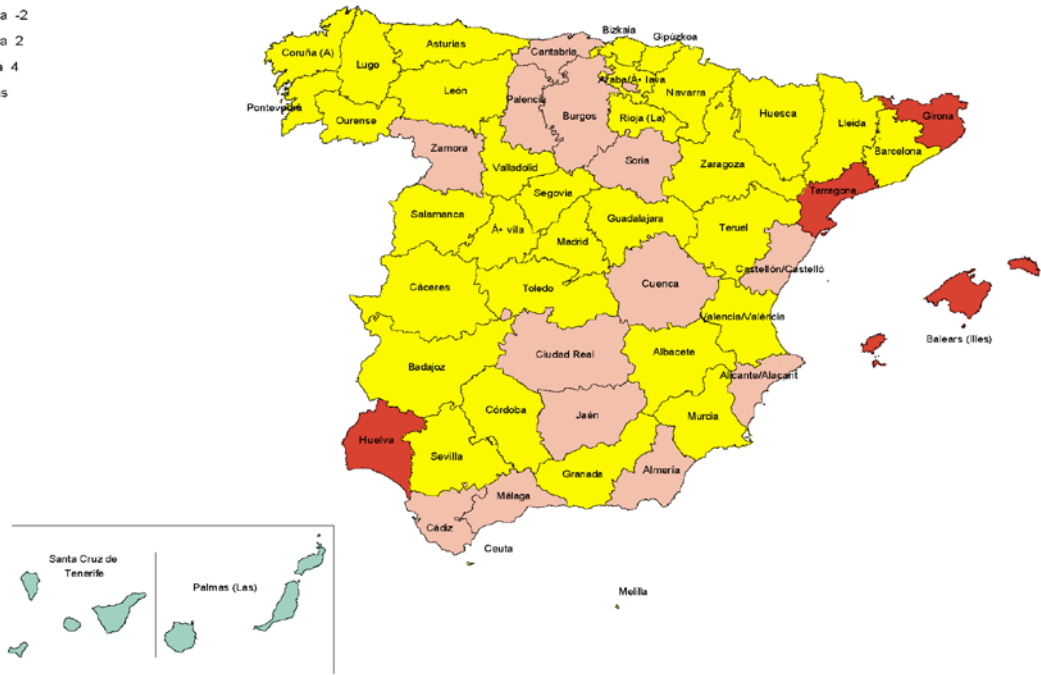 a -2
a 2
a 4
as
Bizkaia
Gipúzkoa
Coruña (A)
Lugo
Asturias
Cantabria
Araba/Á• lava
Navarra
Pontevedra
Ourense
León
Palencia
Burgos
Rioja (La)
Huesca
Lleida
Girona
Barcelona
Zamora
Valladolid
Soria
Zaragoza
Tarragona
Segovia
Salamanca
Á• vila
Madrid
Guadalajara
Teruel
Castellón/Castelló
Cáceres
Toledo
Cuenca
Valencia/València
Balears (Illes)
Badajoz
Ciudad Real
Albacete
Alicante/Alacant
Huelva
Córdoba
Jaén
Murcia
Sevilla
Granada
Almería
Málaga
Cádiz
Ceuta
Melilla
Santa Cruz de
Tenerife
Palmas (Las)